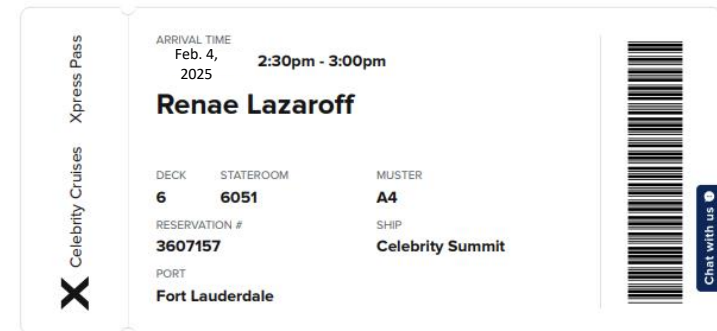 Celebrity Cruises Xpress Pass
ARRIVAL TIME
Feb. 4,
2025
2:30pm - 3:00pm
Renae Lazaroff
DECK STATEROOM MUSTER
6 6051 A4
RESERVATION # SHIP
3607157 Celebrity Summit
PORT
Fort Lauderdale
Chat with us